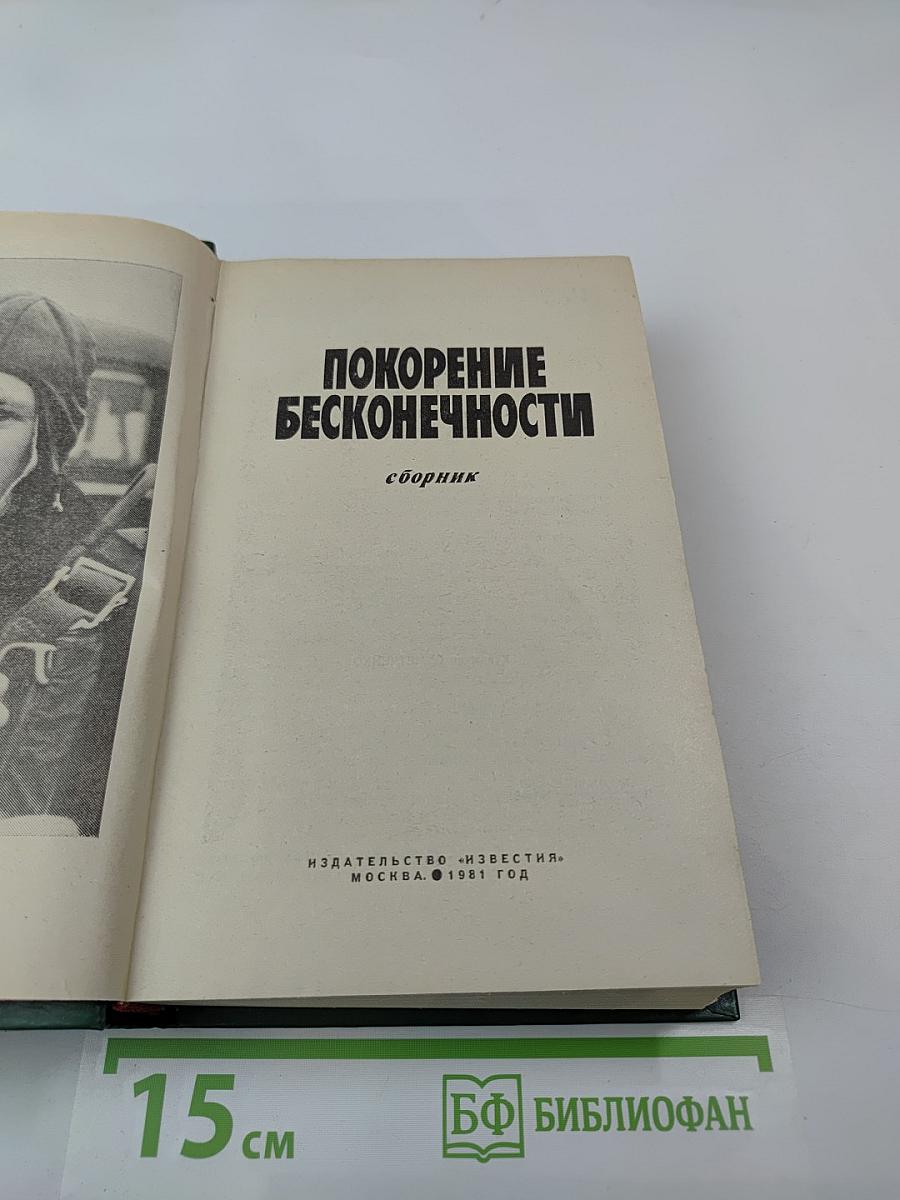 ПОКОРЕНИЕ
БЕСКОНЕЧНОСТИ
сборник
ИЗДАТЕЛЬСТВО «ИЗВЕСТИЯ»
МОСКВА. ● 1981 ГОД
15 см
БФ БИБЛИОФАН